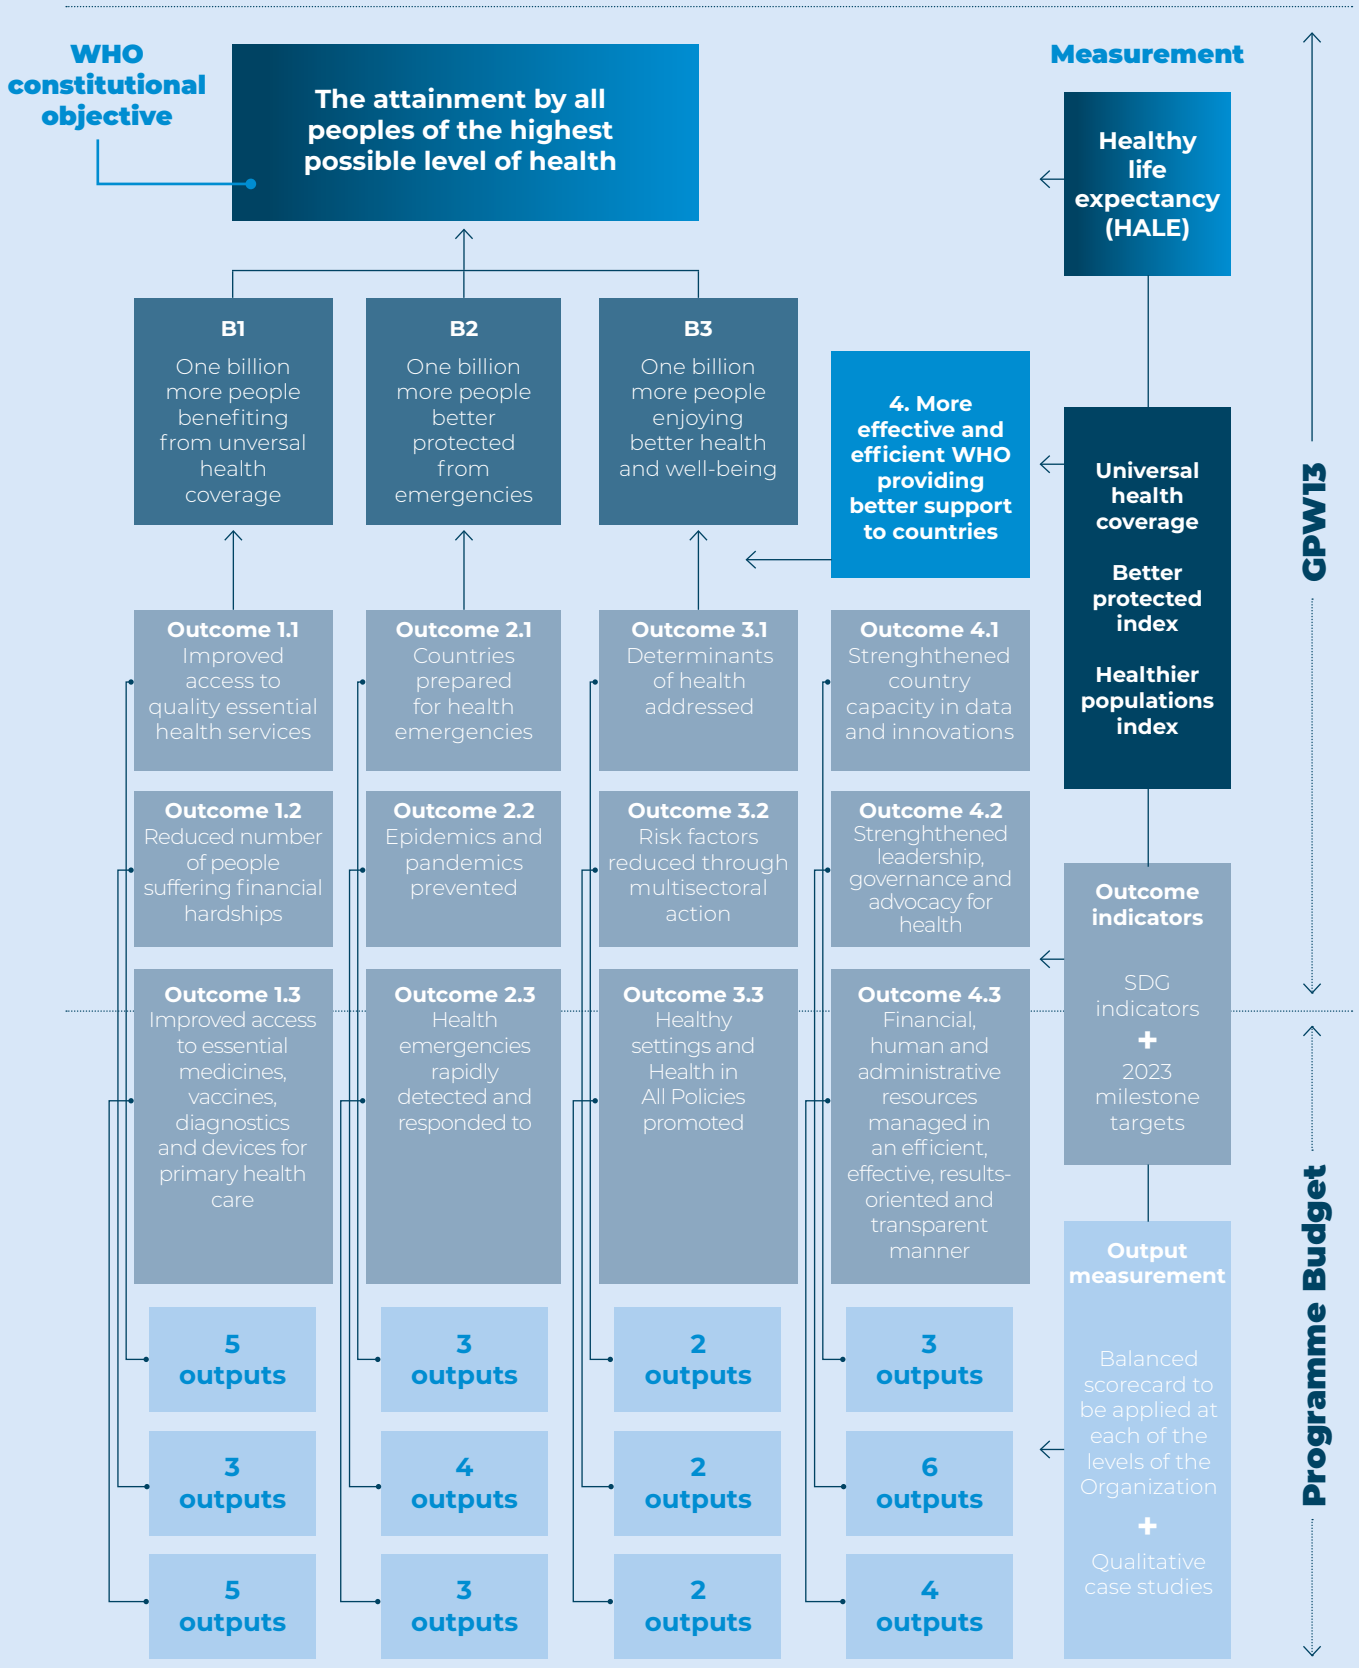 WHO
constitutional
objective
The attainment by all
peoples of the highest
possible level of health
Measurement
Healthy
life
expectancy
(HALE)
B1
One billion
more people
benefiting
from unversal
health
coverage
B2
One billion
more people
better
protected
from
emergencies
B3
One billion
more people
enjoying
better health
and well-being
4. More
effective and
efficient WHO
providing
better support
to countries
Universal
health
coverage
Better
protected
index
Healthier
populations
index
GPW13
Outcome 1.1
Improved
access to
quality essential
health services
Outcome 2.1
Countries
prepared
for health
emergencies
Outcome 3.1
Determinants
of health
addressed
Outcome 4.1
Strenghthened
country
capacity in data
and innovations
Outcome 1.2
Reduced number
of people
suffering financial
hardships
Outcome 2.2
Epidemics and
pandemics
prevented
Outcome 3.2
Risk factors
reduced through
multisectoral
action
Outcome 4.2
Strenghthened
leadership,
governance and
advocacy for
health
Outcome
indicators
SDG
indicators
+
2023
milestone
targets
Outcome 1.3
Improved access
to essential
medicines,
vaccines,
diagnostics
and devices for
primary health
care
Outcome 2.3
Health
emergencies
rapidly
detected and
responded to
Outcome 3.3
Healthy
settings and
Health in
All Policies
promoted
Outcome 4.3
Financial,
human and
administrative
resources
managed in
an efficient,
effective, results-
oriented and
transparent
manner
Programme Budget
Output
measurement
Balanced
scorecard to
be applied at
each of the
levels of the
Organization
+
Qualitative
case studies
5
outputs
3
outputs
2
outputs
3
outputs
3
outputs
4
outputs
2
outputs
6
outputs
5
outputs
3
outputs
2
outputs
4
outputs